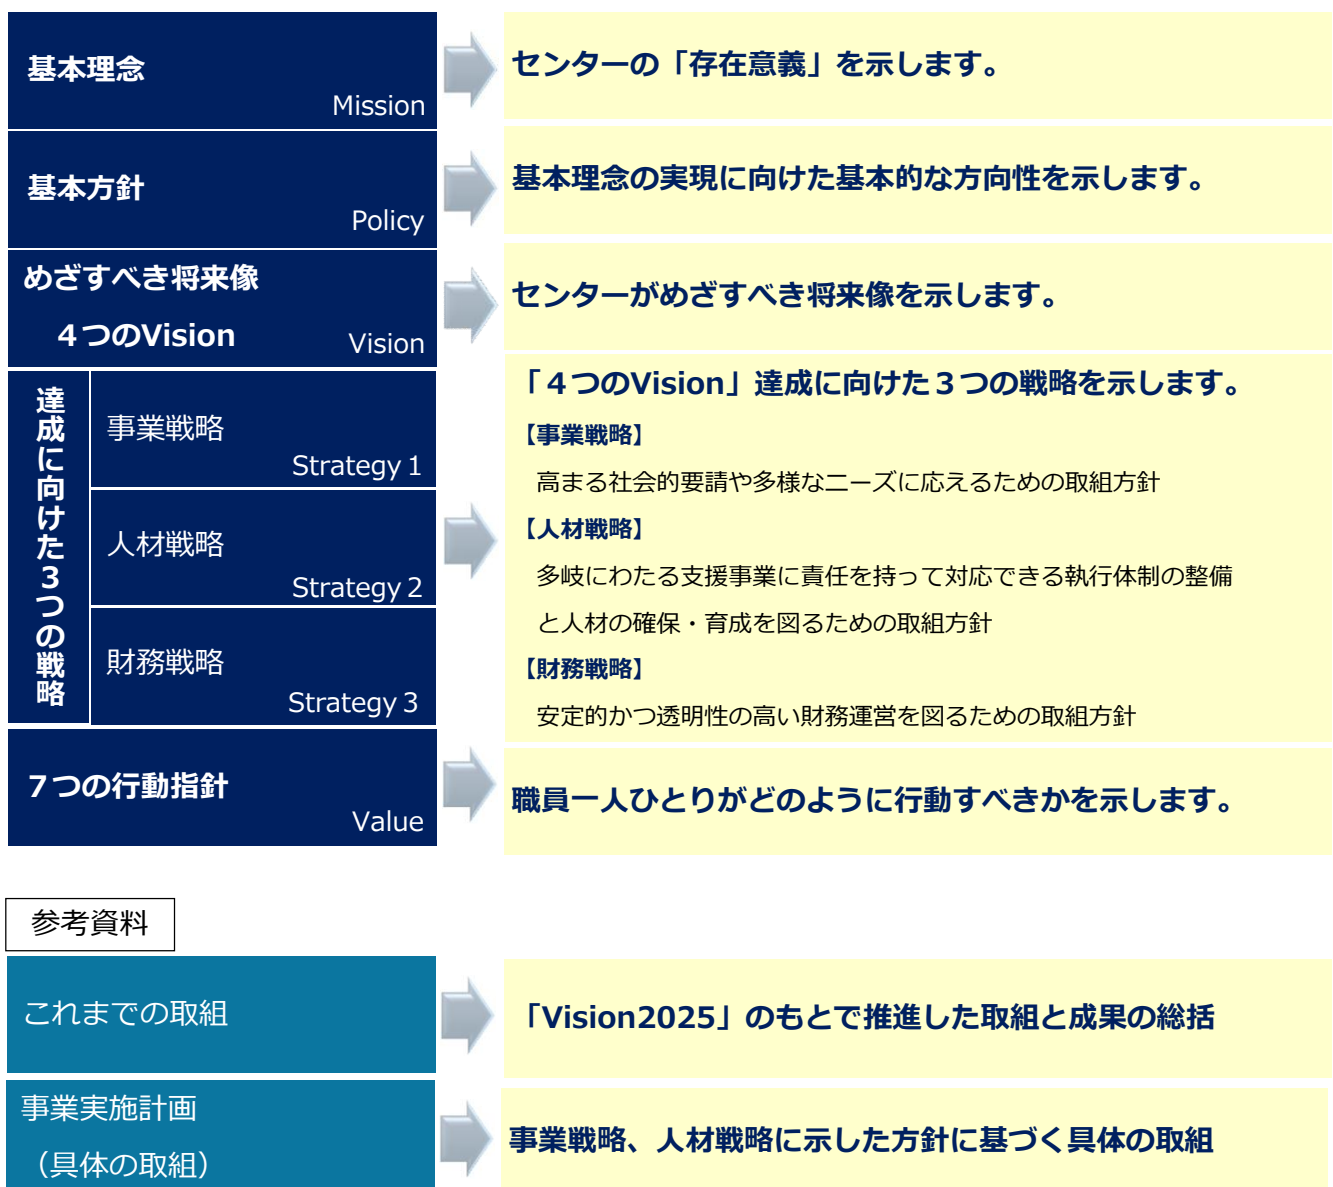 基本理念
Mission
センターの「存在意義」を示します。
基本方針
Policy
基本理念の実現に向けた基本的な方向性を示します。
めざすべき将来像
４つのVision
Vision
センターがめざすべき将来像を示します。
達成に向けた３つの戦略
事業戦略
Strategy１
人材戦略
Strategy２
財務戦略
Strategy３
「４つのVision」達成に向けた３つの戦略を示します。
【事業戦略】
高まる社会的要請や多様なニーズに応えるための取組方針
【人材戦略】
多岐にわたる支援事業に責任を持って対応できる執行体制の整備
と人材の確保・育成を図るための取組方針
【財務戦略】
安定的かつ透明性の高い財務運営を図るための取組方針
７つの行動指針
Value
職員一人ひとりがどのように行動すべきかを示します。
参考資料
これまでの取組
「Vision2025」のもとで推進した取組と成果の総括
事業実施計画
（具体の取組）
事業戦略、人材戦略に示した方針に基づく具体の取組